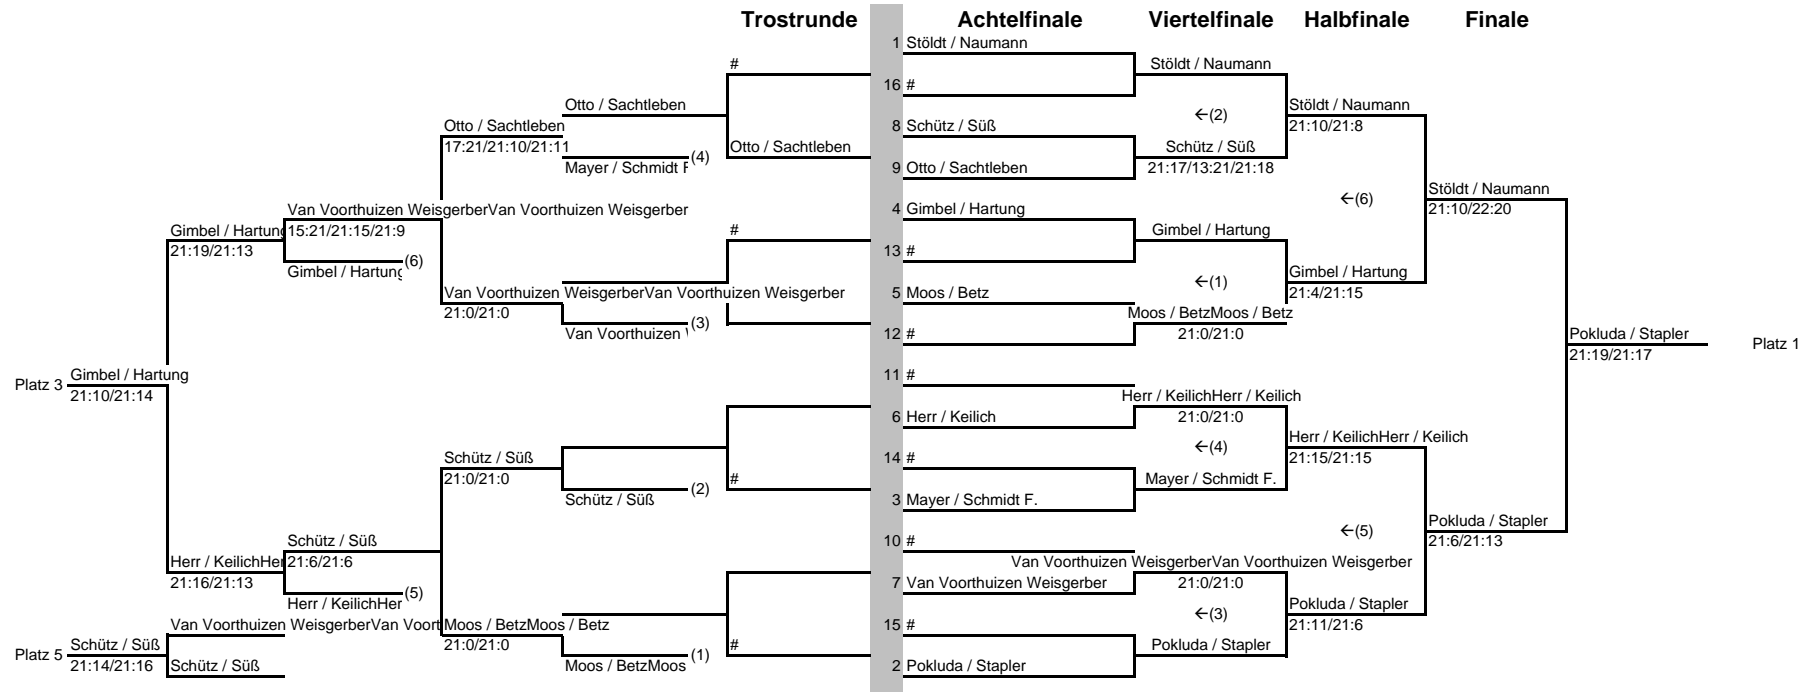 Trostrunde Achtelfinale Viertelfinale Halbfinale Finale
1 Stöldt / Naumann
# Stöldt / Naumann
16 #
Otto / Sachtleben ←(2) Stöldt / Naumann
Otto / Sachtleben 8 Schütz / Süß 21:10/21:8
17:21/21:10/21:11 Otto / Sachtleben Schütz / Süß
Mayer / Schmidt F (4) 9 Otto / Sachtleben 21:17/13:21/21:18
←(6) Stöldt / Naumann
Van Voorthuizen WeisgerberVan Voorthuizen Weisgerber 4 Gimbel / Hartung 21:10/22:20
Gimbel / Hartung 15:21/21:15/21:9 # Gimbel / Hartung
21:19/21:13 13 #
Gimbel / Hartung (6) ←(1) Gimbel / Hartung
Van Voorthuizen WeisgerberVan Voorthuizen Weisgerber 5 Moos / Betz 21:4/21:15
21:0/21:0 Moos / BetzMoos / Betz
Van Voorthuizen (3) 12 # 21:0/21:0 Pokluda / Stapler Platz 1
21:19/21:17
Platz 3 Gimbel / Hartung 11 #
21:10/21:14 Herr / KeilichHerr / Keilich
6 Herr / Keilich 21:0/21:0
←(4) Herr / KeilichHerr / Keilich
Schütz / Süß 14 # 21:15/21:15
21:0/21:0 # Mayer / Schmidt F.
Schütz / Süß (2) 3 Mayer / Schmidt F.
←(5) Pokluda / Stapler
Schütz / Süß 10 # 21:6/21:13
Herr / KeilichHer 21:6/21:6 Van Voorthuizen WeisgerberVan Voorthuizen Weisgerber
21:16/21:13 7 Van Voorthuizen Weisgerber 21:0/21:0
Herr / KeilichHer (5) ←(3) Pokluda / Stapler
Van Voorthuizen WeisgerberVan Voort Moos / BetzMoos / Betz 15 # 21:11/21:6
Platz 5 Schütz / Süß 21:0/21:0 # Pokluda / Stapler
21:14/21:16 Schütz / Süß Moos / BetzMoos (1) 2 Pokluda / Stapler